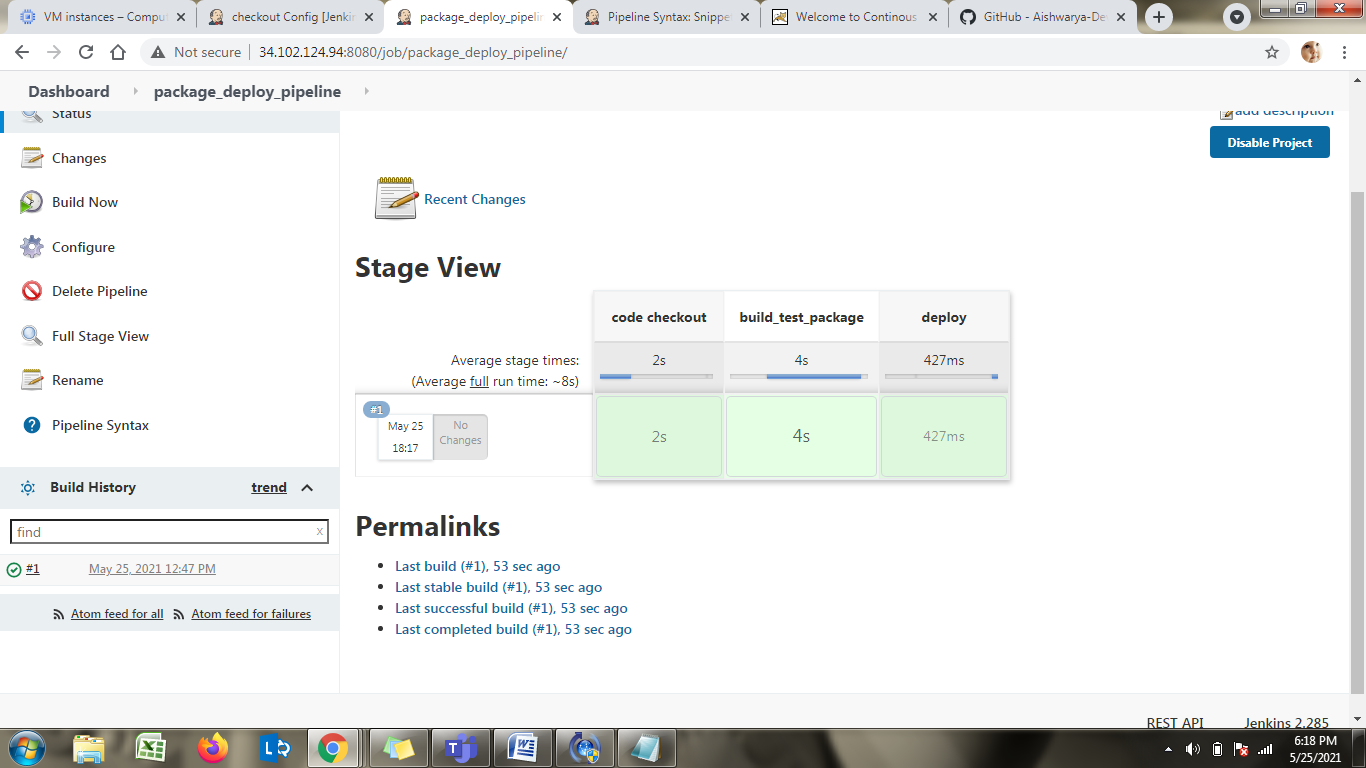 VM instances – Comput
checkout Config [Jenkin
package_deploy_pipelin
Pipeline Syntax: Snippe
Welcome to Continous
GitHub - Aishwarya-De
Not secure | 34.102.124.94:8080/job/package_deploy_pipeline/
Dashboard
package_deploy_pipeline
Status
Changes
Build Now
Configure
Delete Pipeline
Full Stage View
Rename
Pipeline Syntax
Build History
trend
find
x
#1
May 25, 2021 12:47 PM
Atom feed for all
Atom feed for failures
add description
Disable Project
Recent Changes
Stage View
code checkout
build_test_package
deploy
Average stage times:
(Average full run time: ~8s)
2s
4s
427ms
#1
May 25
18:17
No
Changes
2s
4s
427ms
Permalinks
Last build (#1), 53 sec ago
Last stable build (#1), 53 sec ago
Last successful build (#1), 53 sec ago
Last completed build (#1), 53 sec ago
REST API
Jenkins 2.285
6:18 PM
5/25/2021